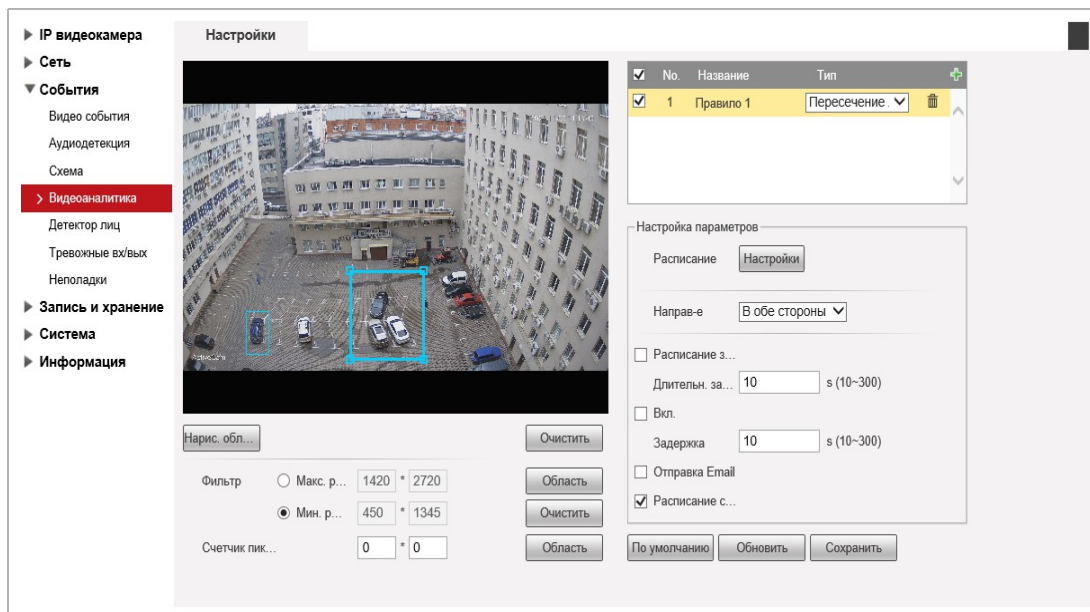 IP видеокамера
Сеть
События
Видео события
Аудиодетекция
Схема
Видеоаналитика
Детектор лиц
Тревожные вх/вых
Неполадки
Запись и хранение
Система
Информация
Настройки
ActiveCam
Нарис. обл... Очистить
Фильтр Макс. р... 1420 * 2720 Область
Мин. р... 450 * 1345 Очистить
Счетчик пик... 0 * 0 Область
No. Название Тип
1 Правило 1 Пересечение .
Настройка параметров
Расписание Настройки
Направ-е В обе стороны
Расписание з...
Длительн. за... 10 s (10~300)
Вкл.
Задержка 10 s (10~300)
Отправка Email
Расписание с...
По умолчанию Обновить Сохранить